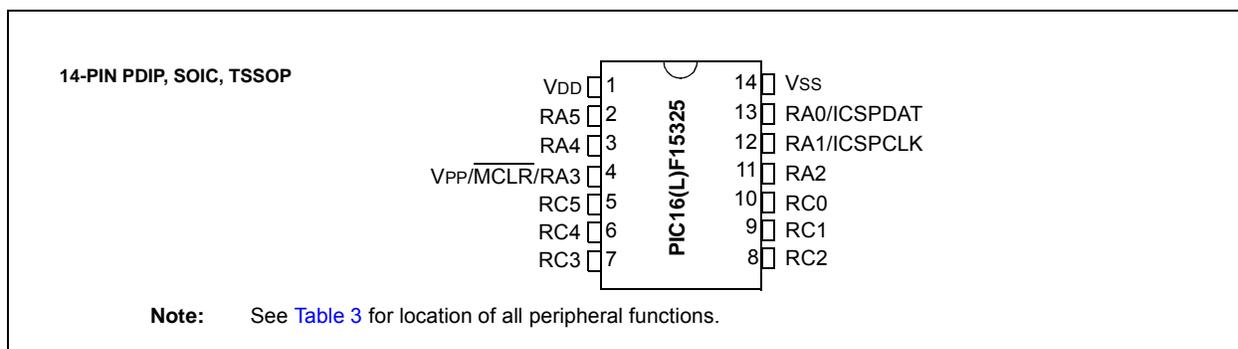 14-PIN PDIP, SOIC, TSSOP
VDD 1 14 VSS
RA5 2 13 RA0/ICSPDAT
RA4 3 12 RA1/ICSPCLK
VPP/MCLR/RA3 4 11 RA2
RC5 5 10 RC0
RC4 6 9 RC1
RC3 7 8 RC2
PIC16(L)F15325
Note: See Table 3 for location of all peripheral functions.